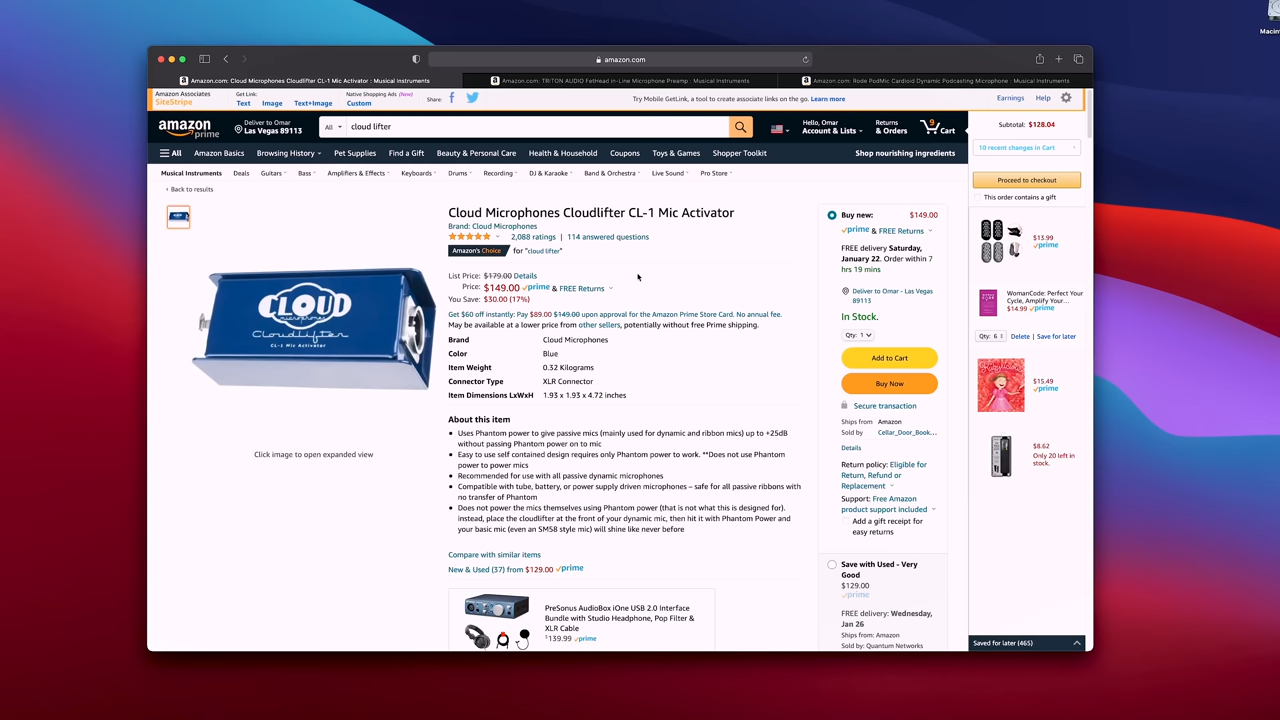 Macin
amazon.com
Amazon.com: Cloud Microphones Cloudlifter CL-1 Mic Activator : Musical Instruments
Amazon.com: TRITON AUDIO FetHead in-Line Microphone Preamp : Musical Instruments
Amazon.com: Rode PodMic Cardioid Dynamic Podcasting Microphone : Musical Instruments
Amazon Associates
SiteStripe
Get Link:
Text Image Text+Image
Native Shopping Ads (New)
Custom
Share:
Try Mobile GetLink, a tool to create associate links on the go. Learn more
Earnings Help
amazon
prime
Deliver to Omar
Las Vegas 89113
All
cloud lifter
Hello, Omar
Account & Lists
Returns
& Orders
9
Cart
All Amazon Basics Browsing History Pet Supplies Find a Gift Beauty & Personal Care Health & Household Coupons Toys & Games Shopper Toolkit
Shop nourishing ingredients
Musical Instruments Deals Guitars Bass Amplifiers & Effects Keyboards Drums Recording DJ & Karaoke Band & Orchestra Live Sound Pro Store
‹ Back to results
CLOUD
microphones
Cloudlifter
CL-1 Mic Activator
Click image to open expanded view
Cloud Microphones Cloudlifter CL-1 Mic Activator
Brand: Cloud Microphones
2,088 ratings | 114 answered questions
Amazon's Choice for "cloud lifter"
List Price: $179.00 Details
Price: $149.00 prime & FREE Returns
You Save: $30.00 (17%)
Get $60 off instantly: Pay $89.00 $149.00 upon approval for the Amazon Prime Store Card. No annual fee.
May be available at a lower price from other sellers, potentially without free Prime shipping.
Brand Cloud Microphones
Color Blue
Item Weight 0.32 Kilograms
Connector Type XLR Connector
Item Dimensions LxWxH 1.93 x 1.93 x 4.72 inches
About this item
• Uses Phantom power to give passive mics (mainly used for dynamic and ribbon mics) up to +25dB
without passing Phantom power on to mic
• Easy to use self contained design requires only Phantom power to work. **Does not use Phantom
power to power mics
• Recommended for use with all passive dynamic microphones
• Compatible with tube, battery, or power supply driven microphones – safe for all passive ribbons with
no transfer of Phantom
• Does not power the mics themselves using Phantom power (that is not what this is designed for).
instead, place the cloudlifter at the front of your dynamic mic, then hit it with Phantom Power and
your basic mic (even an SM58 style mic) will shine like never before
Compare with similar items
New & Used (37) from $129.00 prime
PreSonus AudioBox iOne USB 2.0 Interface
Bundle with Studio Headphone, Pop Filter &
XLR Cable
$139.99 prime
Buy new: $149.00
prime & FREE Returns
FREE delivery Saturday,
January 22. Order within 7
hrs 19 mins
Deliver to Omar - Las Vegas
89113
In Stock.
Qty: 1
Add to Cart
Buy Now
Secure transaction
Ships from Amazon
Sold by Cellar_Door_Book...
Details
Return policy: Eligible for
Return, Refund or
Replacement
Support: Free Amazon
product support included
Add a gift receipt for
easy returns
Save with Used - Very
Good
$129.00
prime
FREE delivery: Wednesday,
Jan 26
Ships from: Amazon
Sold by: Quantum Networks
Subtotal: $128.04
10 recent changes in Cart
Proceed to checkout
This order contains a gift
$13.99
prime
WomanCode: Perfect Your
Cycle, Amplify Your...
$14.99 prime
Qty: 6 Delete | Save for later
$15.49
prime
$8.62
Only 20 left in
stock.
Saved for later (465)